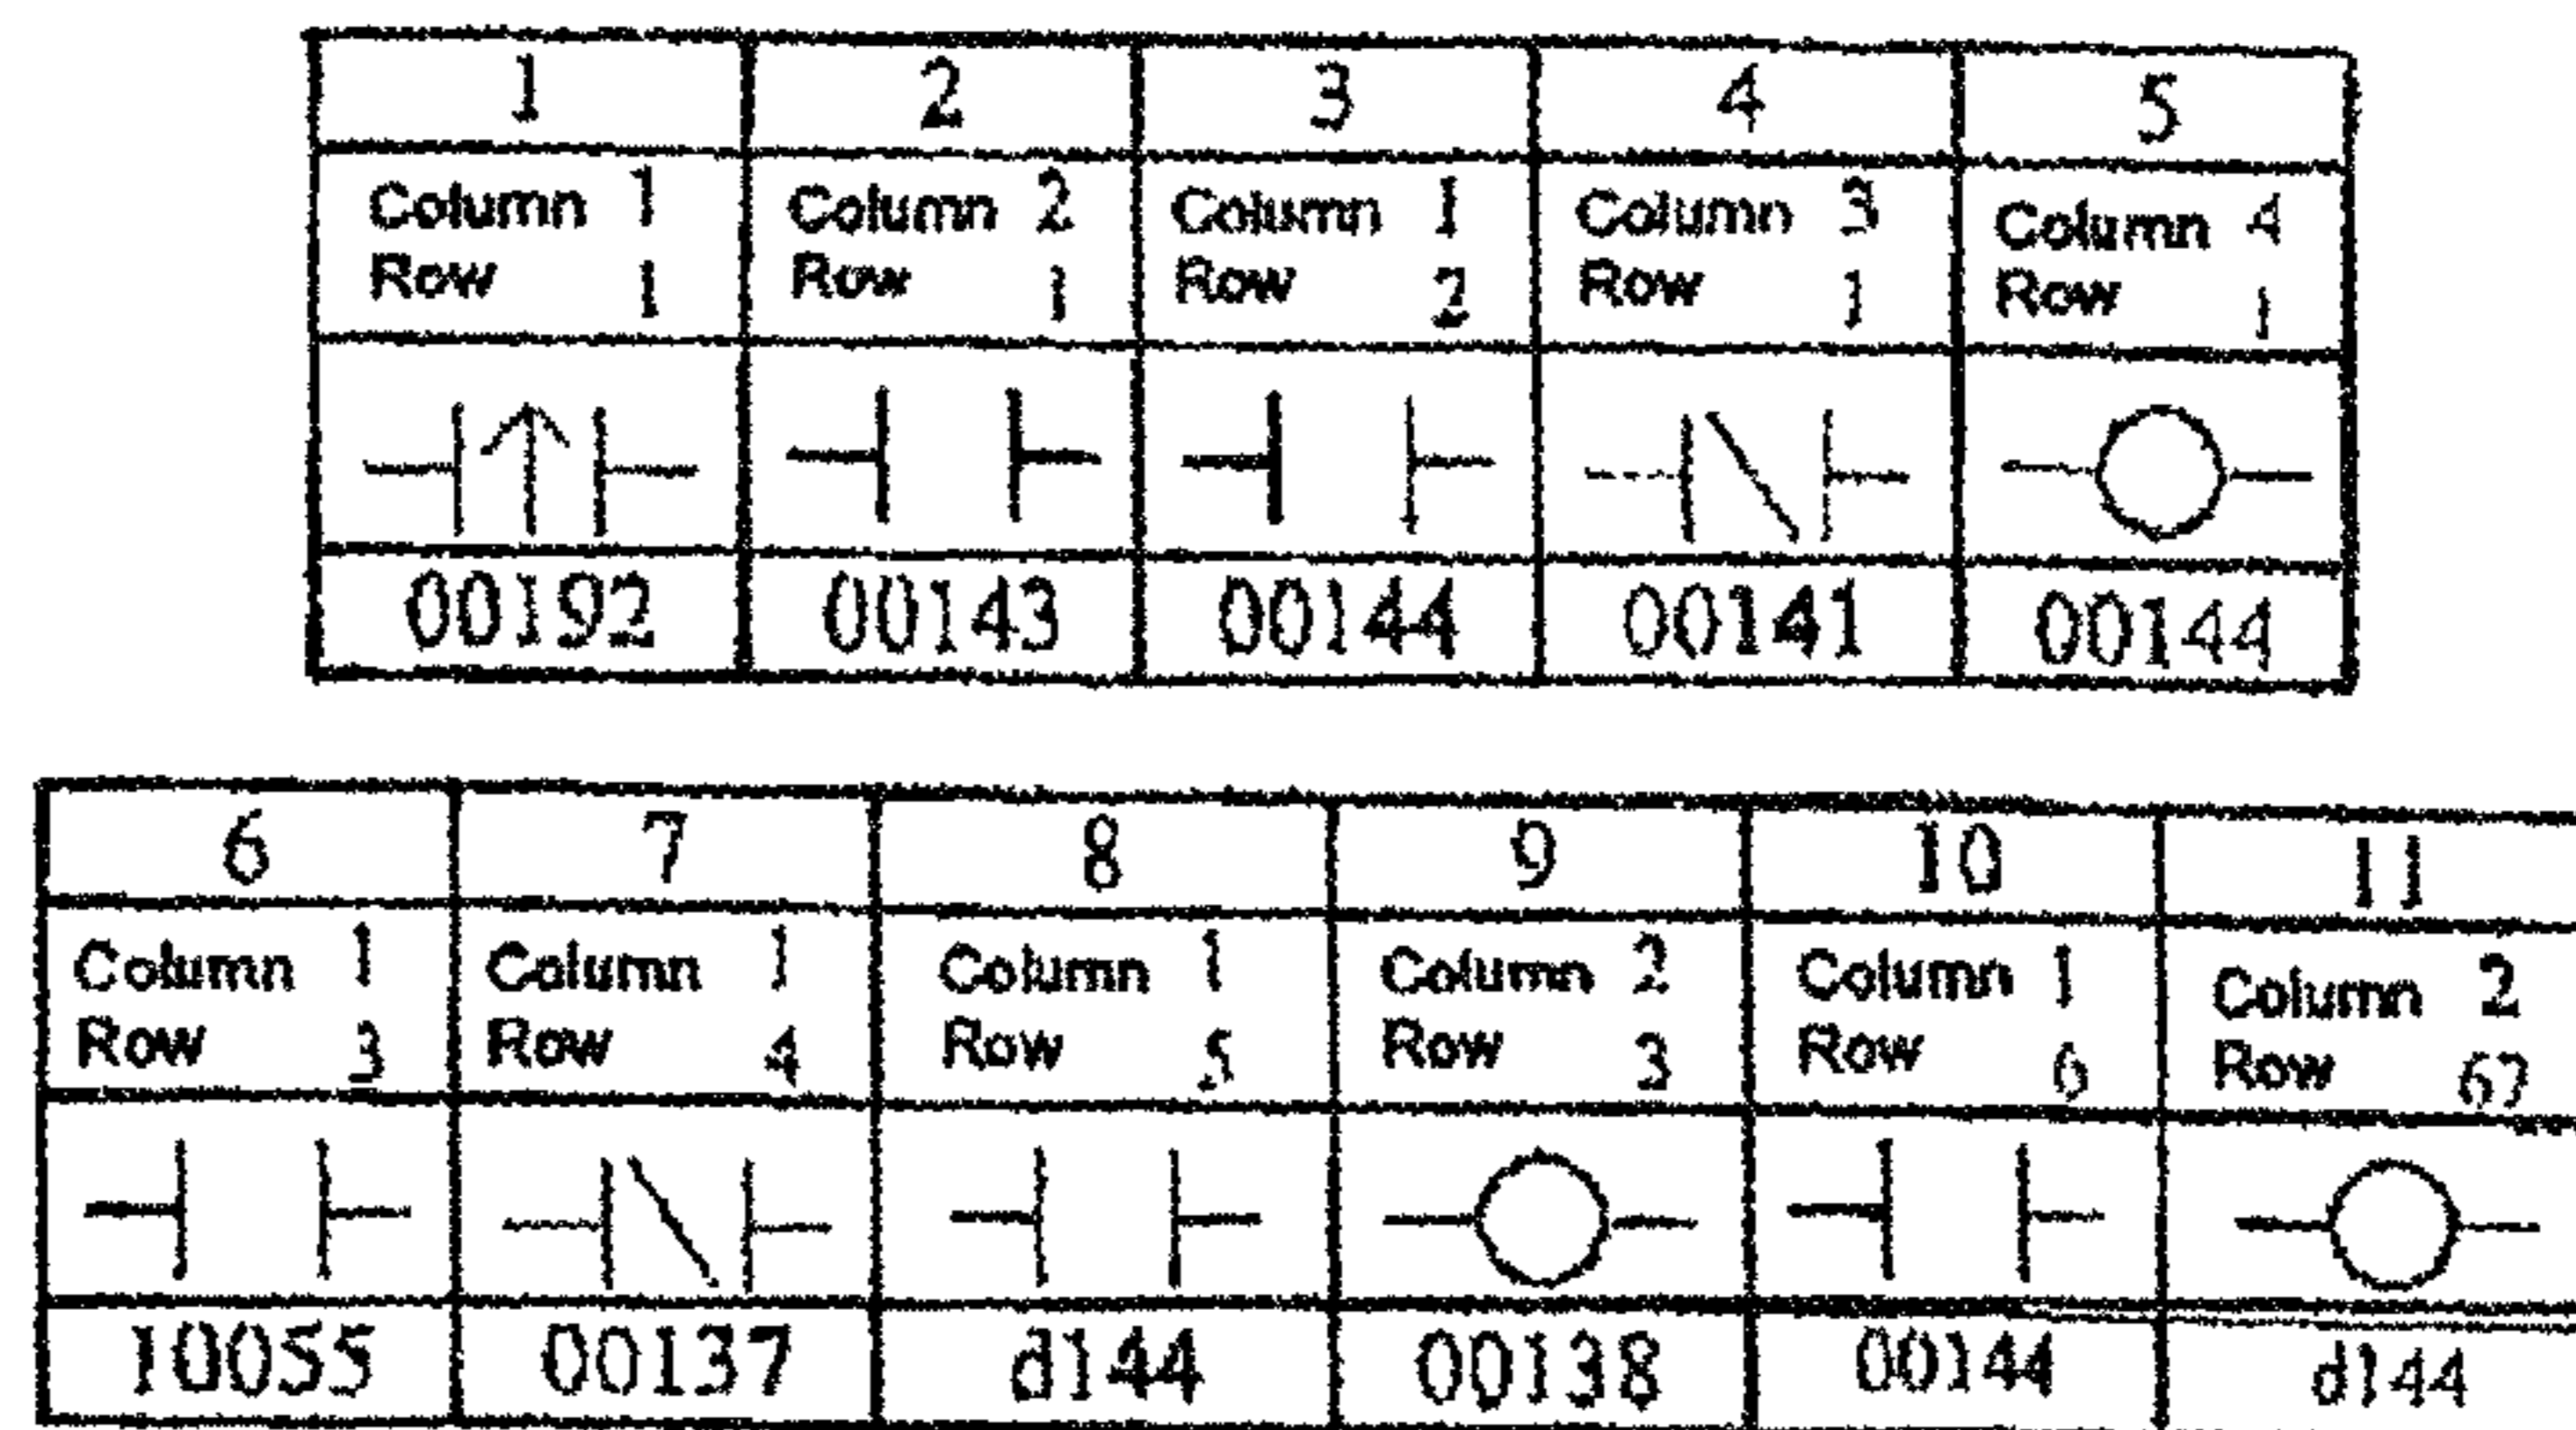 1 2 3 4 5
Column 1 Column 2 Column 1 Column 3 Column 4
Row 1 Row 1 Row 2 Row 1 Row 1
00192 00143 00144 00141 00144
6 7 8 9 10 11
Column 1 Column 1 Column 1 Column 2 Column 1 Column 2
Row 3 Row 4 Row 5 Row 3 Row 6 Row 67
10055 00137 d144 00138 00144 d144